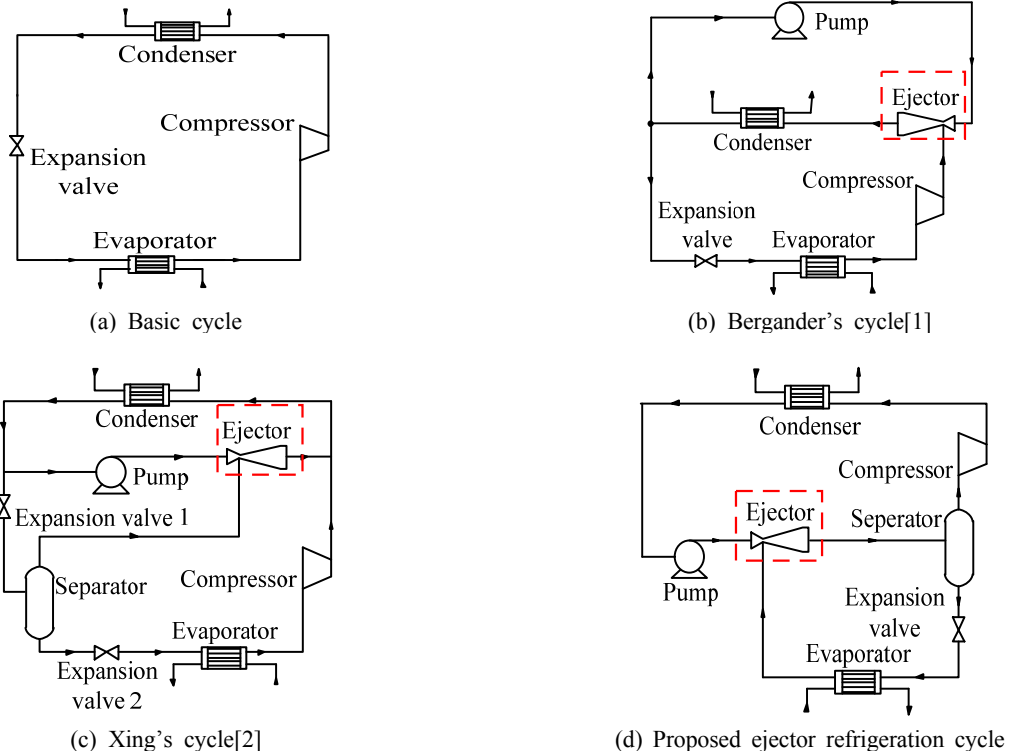 Condenser
Compressor
Expansion
valve
Evaporator
(a) Basic cycle
Pump
Ejector
Condenser
Compressor
Expansion
valve
Evaporator
(b) Bergander's cycle[1]
Condenser
Ejector
Pump
Expansion valve 1
Separator
Compressor
Evaporator
Expansion
valve 2
(c) Xing's cycle[2]
Condenser
Compressor
Ejector
Seperator
Pump
Expansion
valve
Evaporator
(d) Proposed ejector refrigeration cycle